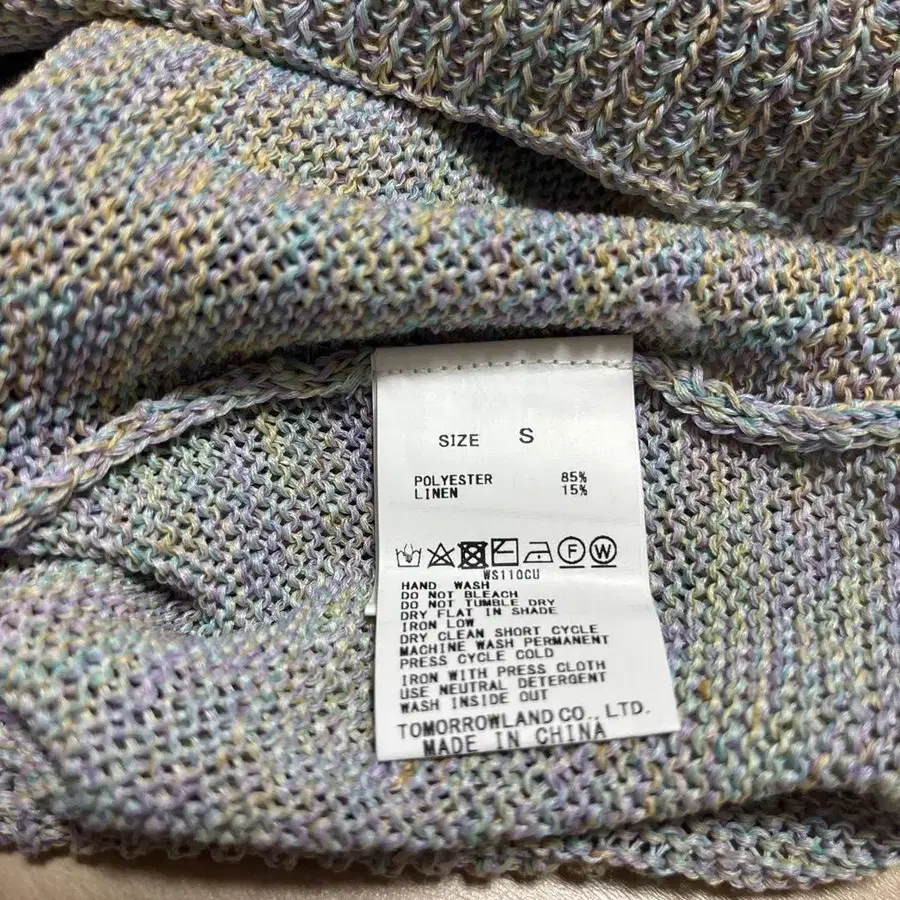 SIZE S
POLYESTER 85%
LINEN 15%
F W
WS110CU
HAND WASH
DO NOT BLEACH
DO NOT TUMBLE DRY
DRY FLAT IN SHADE
IRON LOW
DRY CLEAN SHORT CYCLE
MACHINE WASH PERMANENT
PRESS CYCLE COLD
IRON WITH PRESS CLOTH
USE NEUTRAL DETERGENT
WASH INSIDE OUT
TOMORROWLAND CO., LTD.
MADE IN CHINA